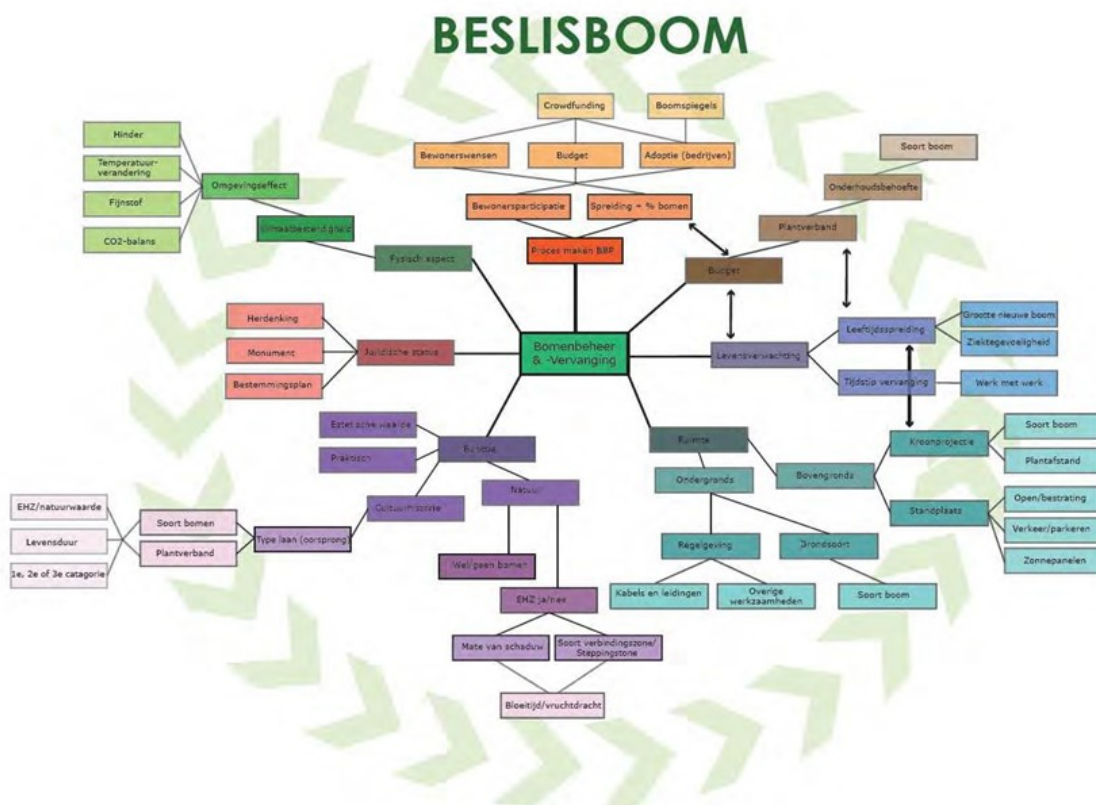 BESLISBOOM
Crowdfunding
Boomspiegels
Hinder
Bewonerswensen
Budget
Adoptie (bedrijven)
Soort boom
Temperatuur-
verandering
Omgevingseffect
Onderhoudsbehoefte
Fijnstof
Bewonersparticipatie
Spreiding + % bomen
Plantverband
CO2-balans
Klimaatbestendigheid
Proces maken BBP
Fysisch aspect
Budget
Herdenking
Monument
Bestemmingsplan
Juridische status
Bomenbeheer
& -Vervanging
Levensverwachting
Leeftijdsspreiding
Grootte nieuwe boom
Ziektegevoeligheid
Tijdstip vervanging
Werk met werk
Estetische waarde
Praktisch
Functie
Cultuurhistorie
Natuur
Ruimte
Ondergronds
Bovengronds
Kroonprojectie
Soort boom
Plantafstand
Standplaats
Open/bestrating
Verkeer/parkeren
Zonnepanelen
EHZ/natuurwaarde
Levensduur
1e, 2e of 3e catagorie
Soort bomen
Plantverband
Type laan (oorsprong)
Wel/geen bomen
EHZ ja/nee
Regelgeving
Grondsoort
Kabels en leidingen
Overige
werkzaamheden
Soort boom
Mate van schaduw
Soort verbindingszone/
Steppingstone
Bloeitijd/vruchtdracht